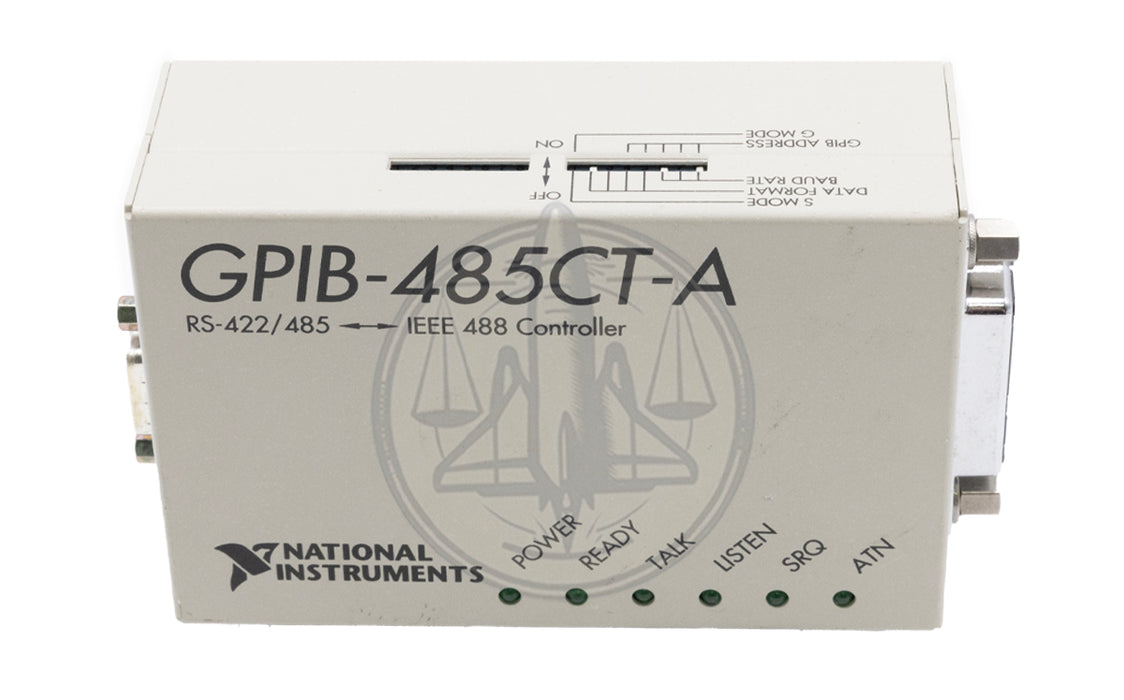 G MODE
GPIB ADDRESS
ON
OFF
BAUD RATE
DATA FORMAT
S MODE
GPIB-485CT-A
RS-422/485 ↔ IEEE 488 Controller
NATIONAL
INSTRUMENTS
POWER
READY
TALK
LISTEN
SRQ
ATN